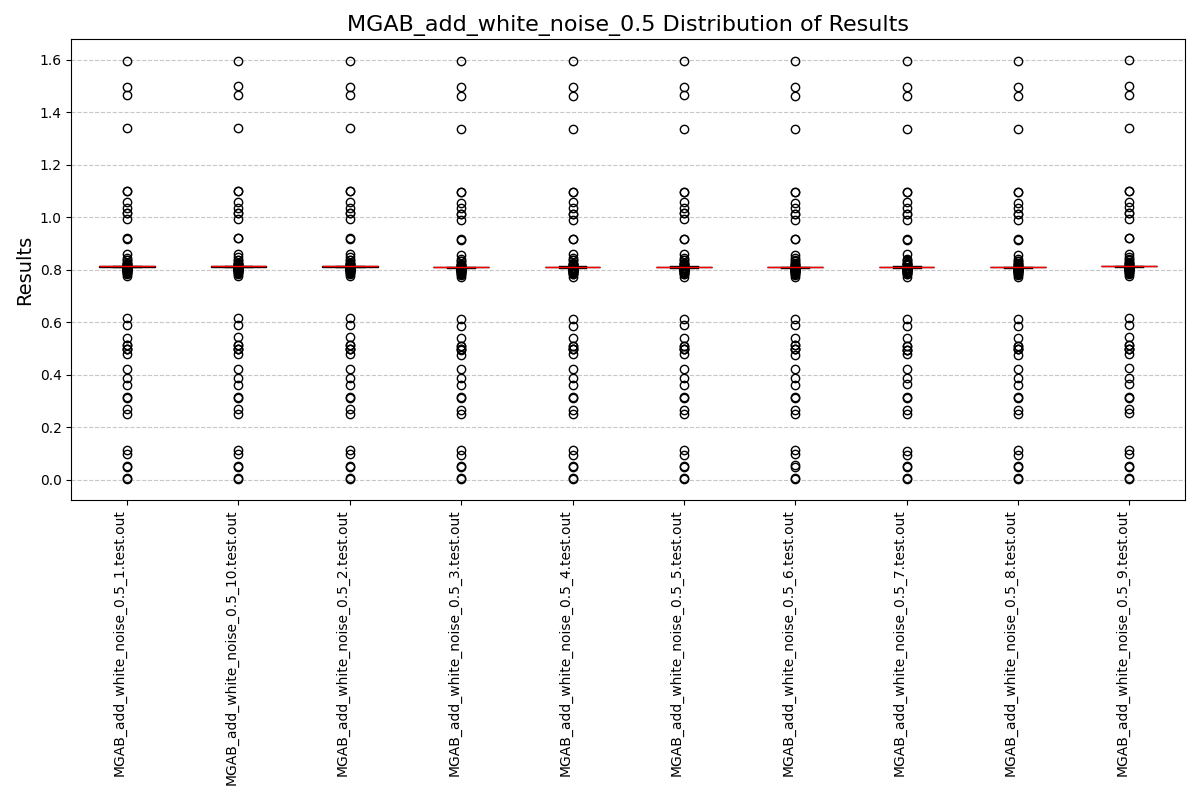 MGAB_add_white_noise_0.5 Distribution of Results
Results
1.6
1.4
1.2
1.0
0.8
0.6
0.4
0.2
0.0
MGAB_add_white_noise_0.5_1.test.out
MGAB_add_white_noise_0.5_10.test.out
MGAB_add_white_noise_0.5_2.test.out
MGAB_add_white_noise_0.5_3.test.out
MGAB_add_white_noise_0.5_4.test.out
MGAB_add_white_noise_0.5_5.test.out
MGAB_add_white_noise_0.5_6.test.out
MGAB_add_white_noise_0.5_7.test.out
MGAB_add_white_noise_0.5_8.test.out
MGAB_add_white_noise_0.5_9.test.out